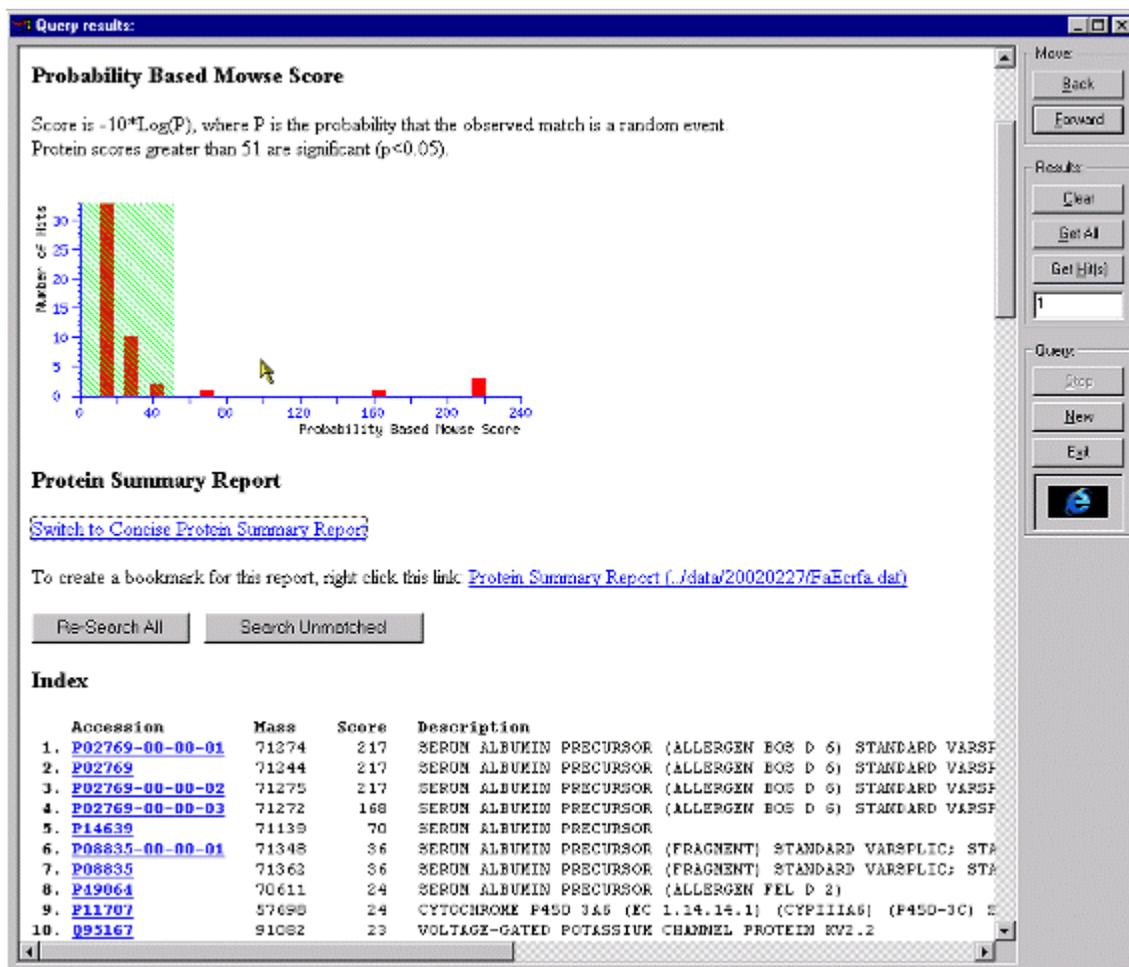 Query results:
Probability Based Mowse Score
Score is -10*Log(P), where P is the probability that the observed match is a random event.
Protein scores greater than 51 are significant (p<0.05).
Number of Hits
30
25
20
15
10
5
0
0 40 80 120 160 200 240
Probability Based Mowse Score
Protein Summary Report
Switch to Concise Protein Summary Report
To create a bookmark for this report, right click this link: Protein Summary Report (../data/20020227/FaEcrfa.dat)
Re-Search All Search Unmatched
Index
Accession Mass Score Description
1. P02769-00-00-01 71274 217 SERUM ALBUMIN PRECURSOR (ALLERGEN BOS D 6) STANDARD VARSP
2. P02769 71244 217 SERUM ALBUMIN PRECURSOR (ALLERGEN BOS D 6) STANDARD VARSP
3. P02769-00-00-02 71275 217 SERUM ALBUMIN PRECURSOR (ALLERGEN BOS D 6) STANDARD VARSP
4. P02769-00-00-03 71272 168 SERUM ALBUMIN PRECURSOR (ALLERGEN BOS D 6) STANDARD VARSP
5. P14639 71139 70 SERUM ALBUMIN PRECURSOR
6. P08835-00-00-01 71348 36 SERUM ALBUMIN PRECURSOR (FRAGMENT) STANDARD VARSPLIC; STA
7. P08835 71362 36 SERUM ALBUMIN PRECURSOR (FRAGMENT) STANDARD VARSPLIC; STA
8. P49064 70611 24 SERUM ALBUMIN PRECURSOR (ALLERGEN FEL D 2)
9. P11707 57698 24 CYTOCHROME P450 3A6 (EC 1.14.14.1) (CYPIIIA6) (P450-3C)
10. Q95167 91082 23 VOLTAGE-GATED POTASSIUM CHANNEL PROTEIN KV2.2
Move:
Back
Forward
Results:
Clear
Get All
Get Hit(s)
1
Query:
Stop
New
Exit